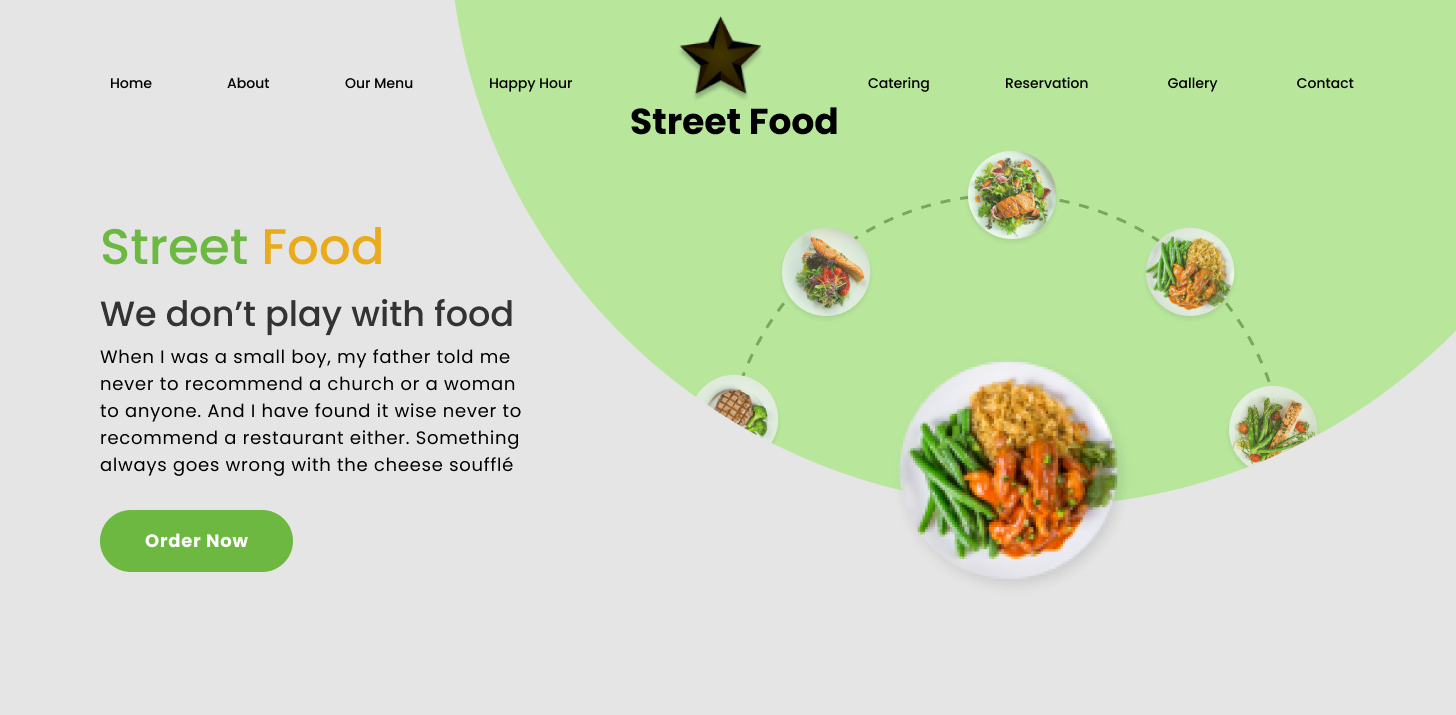 Home
About
Our Menu
Happy Hour
Street Food
Catering
Reservation
Gallery
Contact
Street Food
We don’t play with food
When I was a small boy, my father told me
never to recommend a church or a woman
to anyone. And I have found it wise never to
recommend a restaurant either. Something
always goes wrong with the cheese soufflé
Order Now